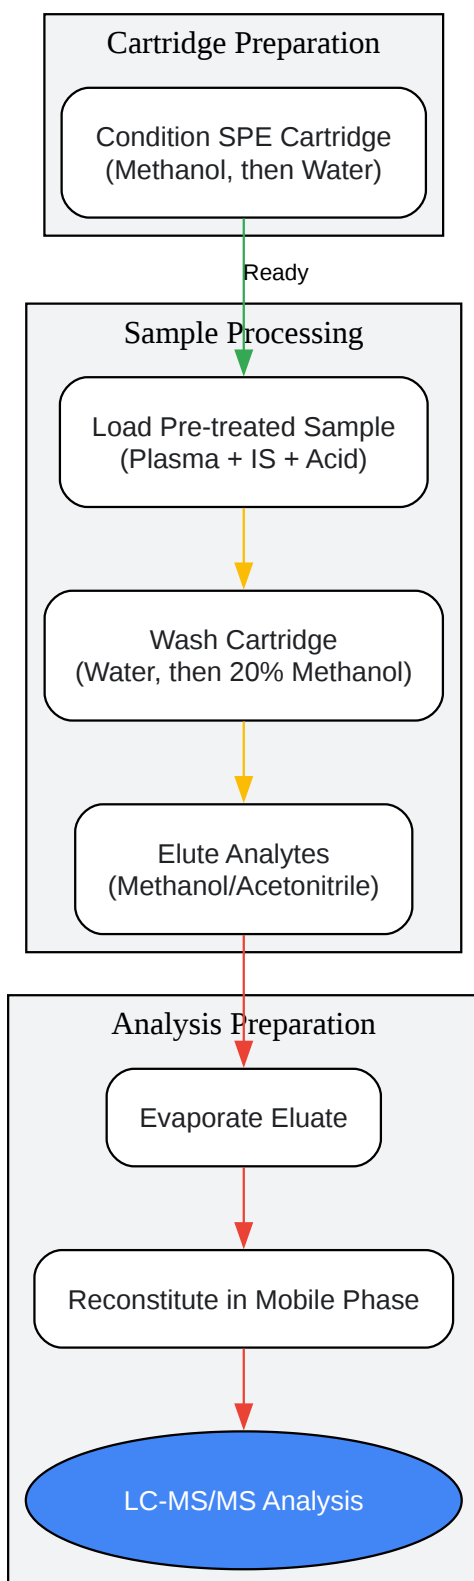 Cartridge Preparation
Condition SPE Cartridge
(Methanol, then Water)
Ready
Sample Processing
Load Pre-treated Sample
(Plasma + IS + Acid)
Wash Cartridge
(Water, then 20% Methanol)
Elute Analytes
(Methanol/Acetonitrile)
Analysis Preparation
Evaporate Eluate
Reconstitute in Mobile Phase
LC-MS/MS Analysis